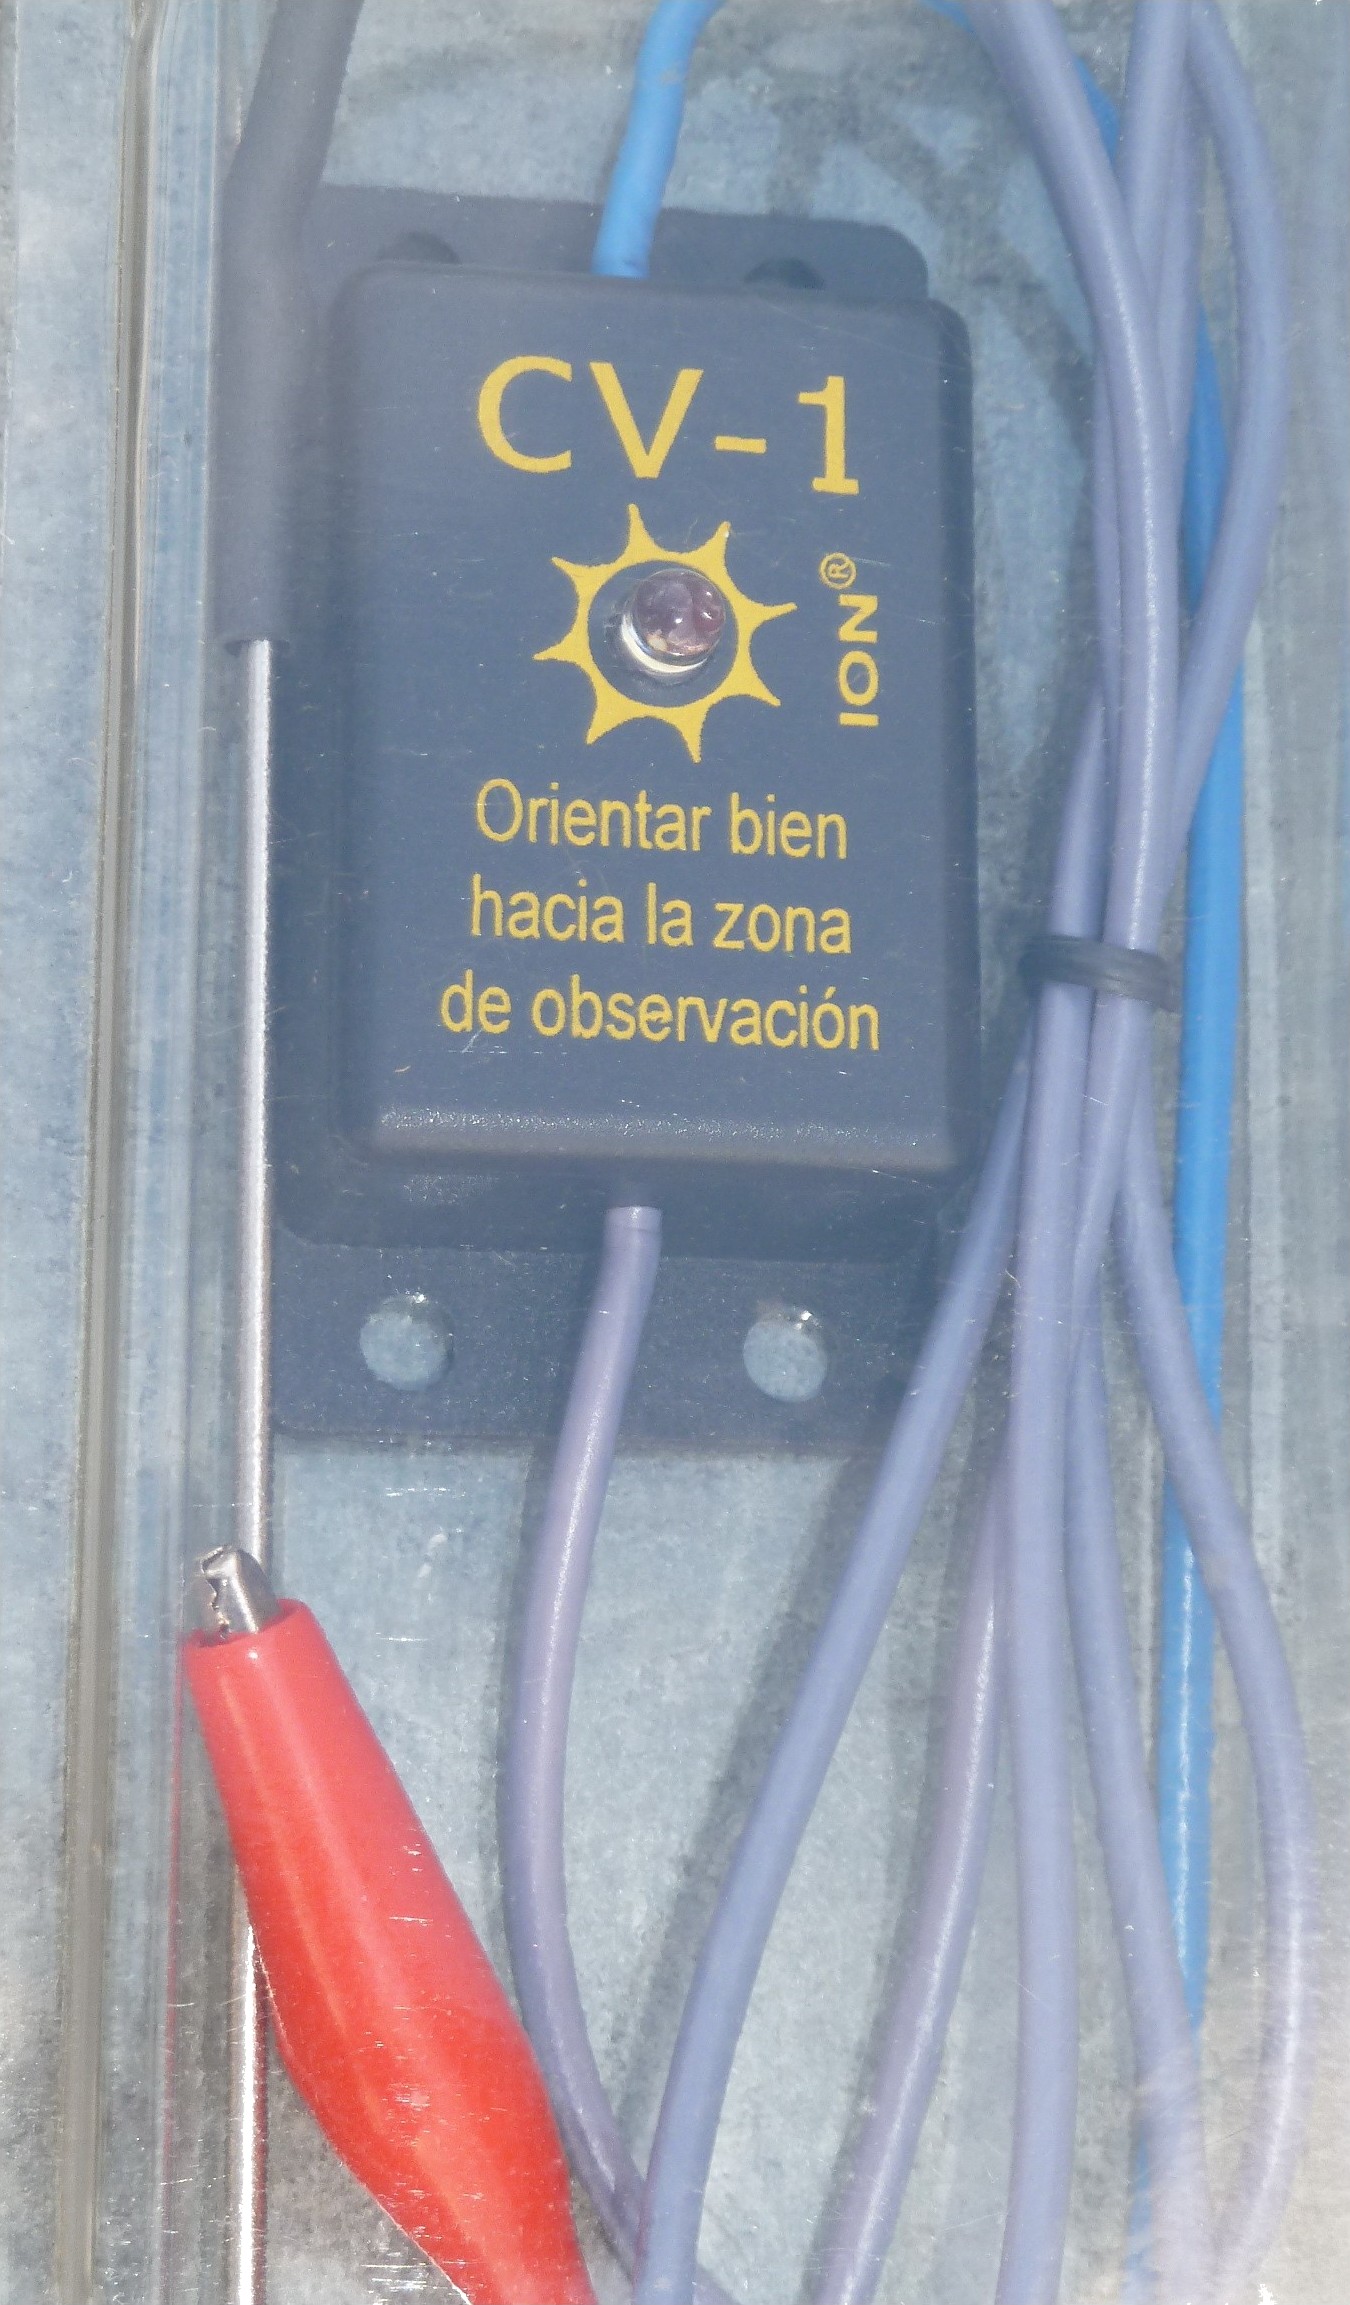 CV-1
ION®
Orientar bien
hacia la zona
de observación